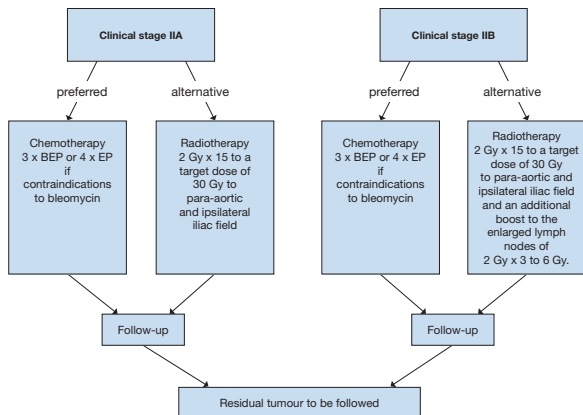 Clinical stage IIA
preferred
alternative
Chemotherapy
3 x BEP or 4 x EP
if
contraindications
to bleomycin
Radiotherapy
2 Gy x 15 to a target
dose of
30 Gy to
para-aortic
and ipsilateral
iliac field
Follow-up
Clinical stage IIB
preferred
alternative
Chemotherapy
3 x BEP or 4 x EP
if
contraindications
to bleomycin
Radiotherapy
2 Gy x 15 to a target
dose of 30 Gy
to para-aortic and
ipsilateral iliac field
and an additional
boost to the
enlarged lymph
nodes of
2 Gy x 3 to 6 Gy.
Follow-up
Residual tumour to be followed